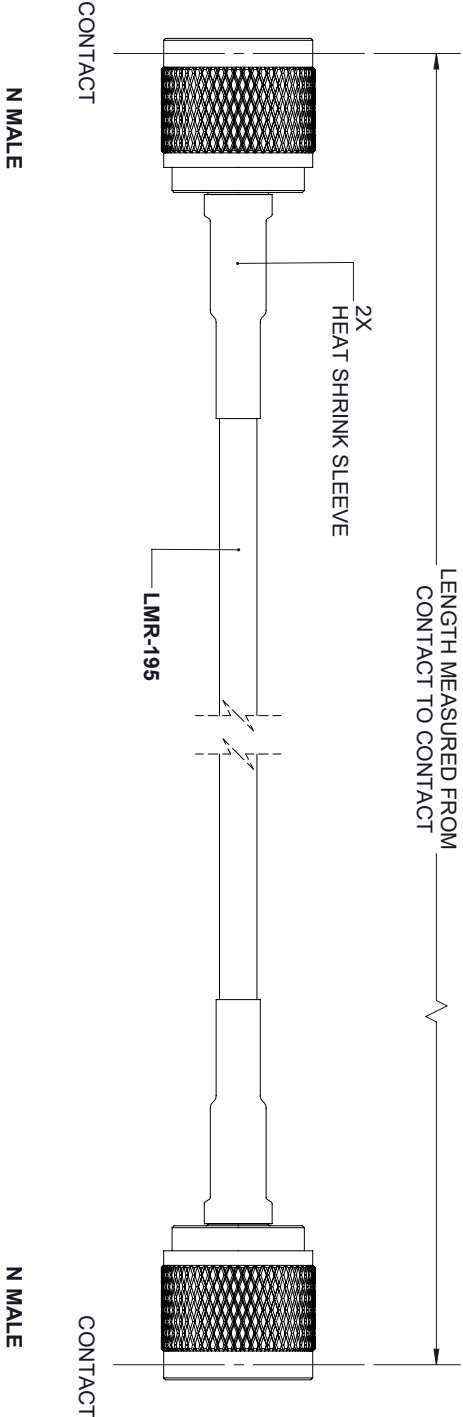 LENGTH MEASURED FROM
CONTACT TO CONTACT
2X
HEAT SHRINK SLEEVE
LMR-195
CONTACT
CONTACT
N MALE
N MALE